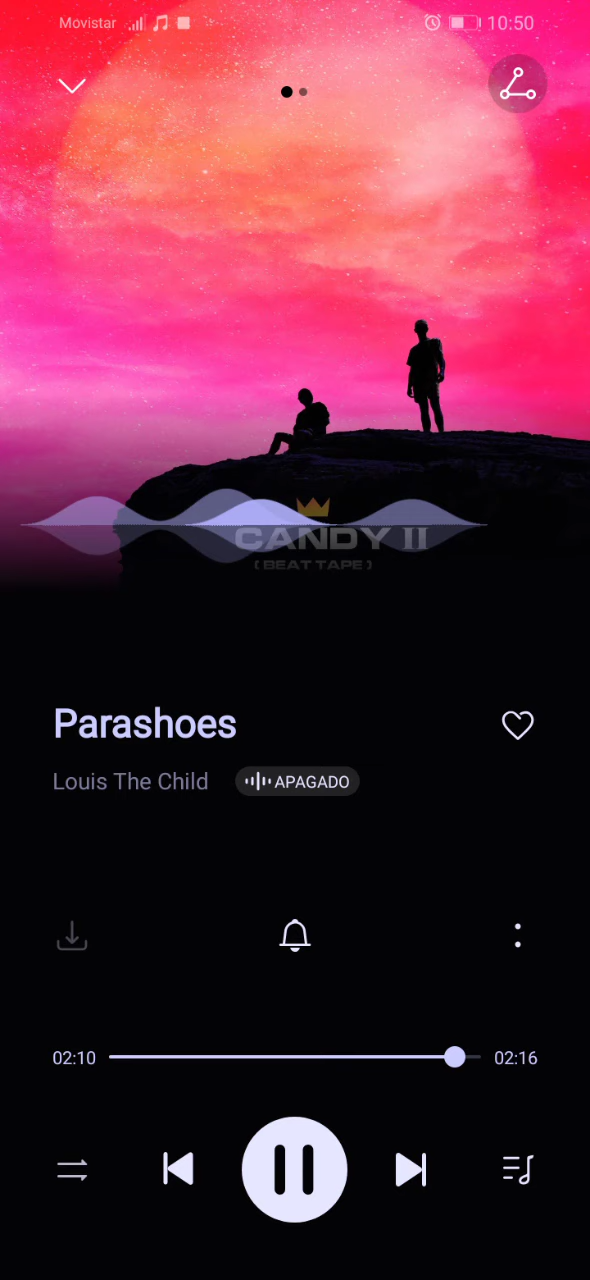 Movistar
10:50
CANDY II
( BEAT TAPE )
Parashoes
Louis The Child
APAGADO
02:10
02:16